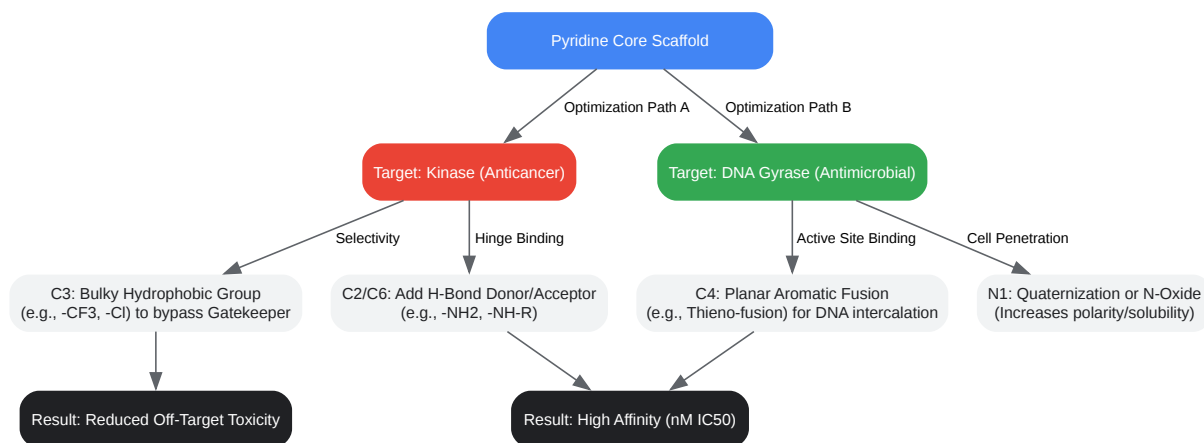 Pyridine Core Scaffold
Optimization Path A
Optimization Path B
Target: Kinase (Anticancer)
Target: DNA Gyrase (Antimicrobial)
Selectivity
Hinge Binding
Active Site Binding
Cell Penetration
C3: Bulky Hydrophobic Group
(e.g., -CF3, -Cl) to bypass Gatekeeper
C2/C6: Add H-Bond Donor/Acceptor
(e.g., -NH2, -NH-R)
C4: Planar Aromatic Fusion
(e.g., Thieno-fusion) for DNA intercalation
N1: Quaternization or N-Oxide
(Increases polarity/solubility)
Result: Reduced Off-Target Toxicity
Result: High Affinity (nM IC50)